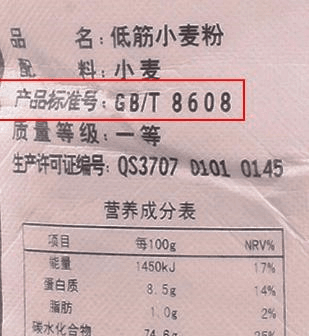 品 名: 低筋小麦粉
配 料: 小麦
产品标准号: GB/T 8608
质量等级: 一等
生产许可证编号: QS3707 0101 0145
营养成分表
项目 每100g NRV%
能量 1450kJ 17%
蛋白质 8.5g 14%
脂肪 1.0g 2%
碳水化合物 74.6g 25%